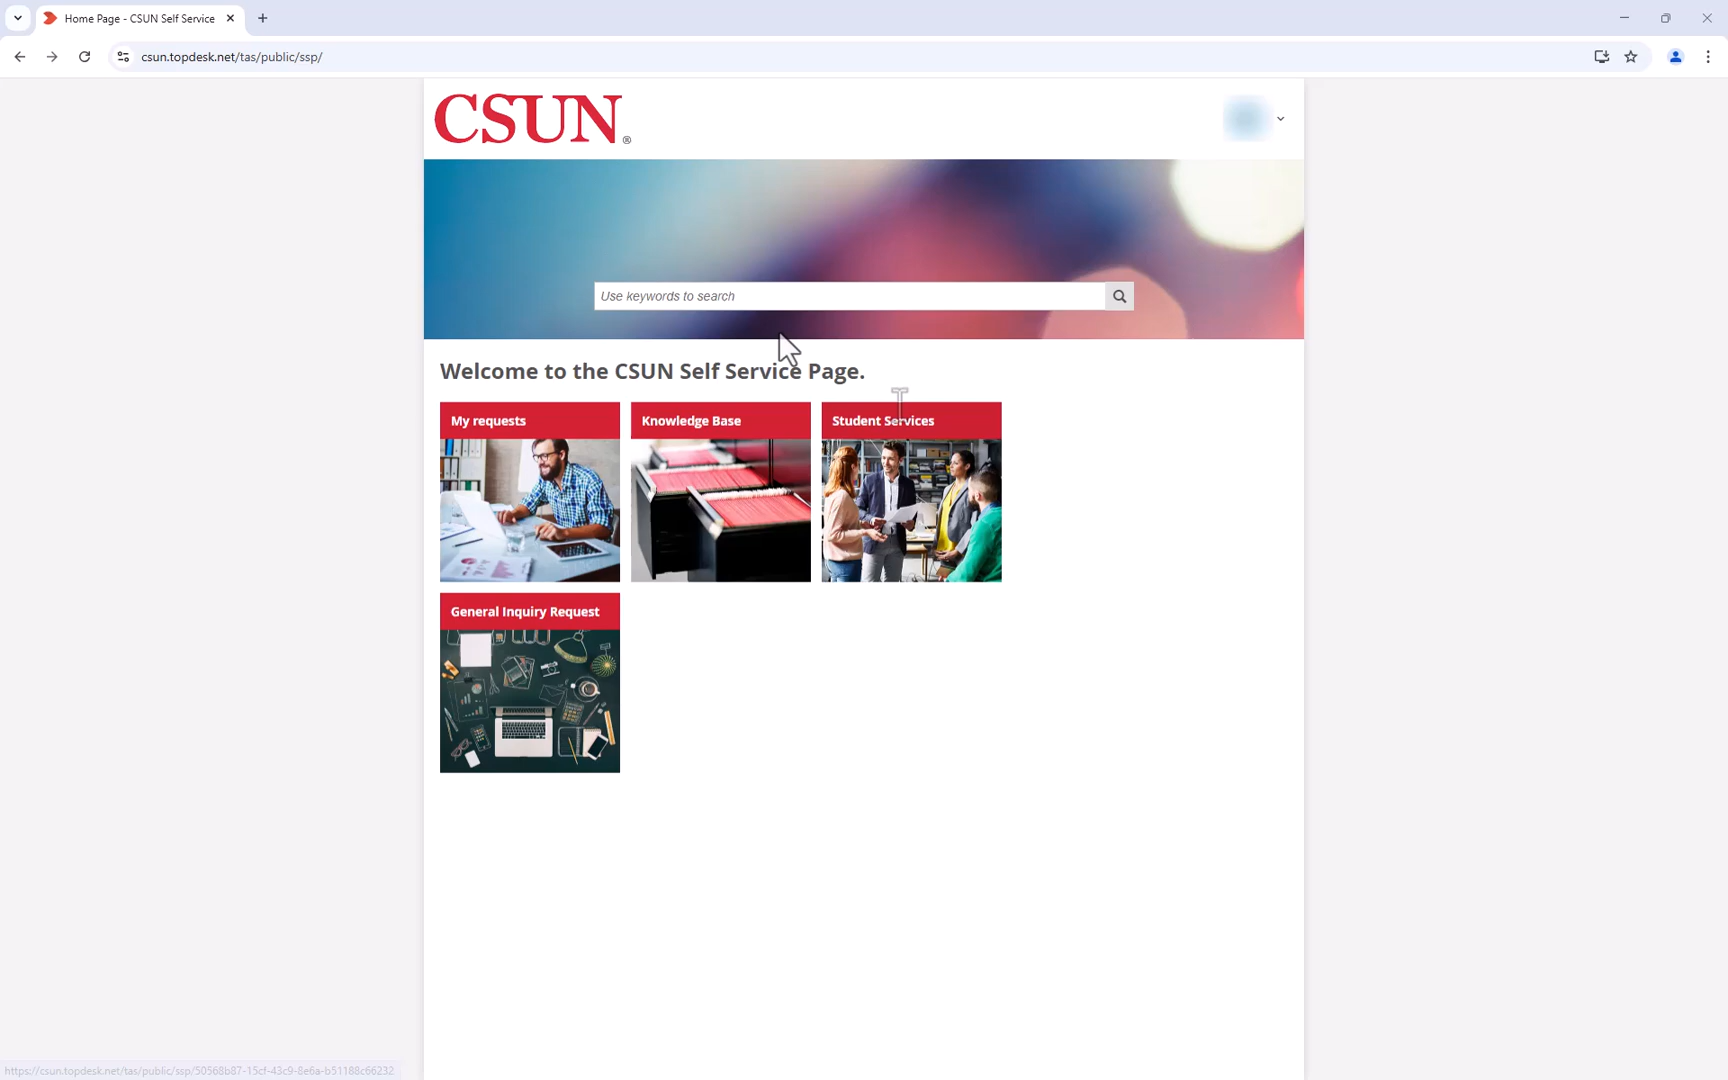 Home Page - CSUN Self Service
csun.topdesk.net/tas/public/ssp/
CSUN®
Use keywords to search
Welcome to the CSUN Self Service Page.
My requests
Knowledge Base
Student Services
General Inquiry Request
https://csun.topdesk.net/tas/public/ssp/50568b87-15cf-43c9-8e6a-b51188c66232